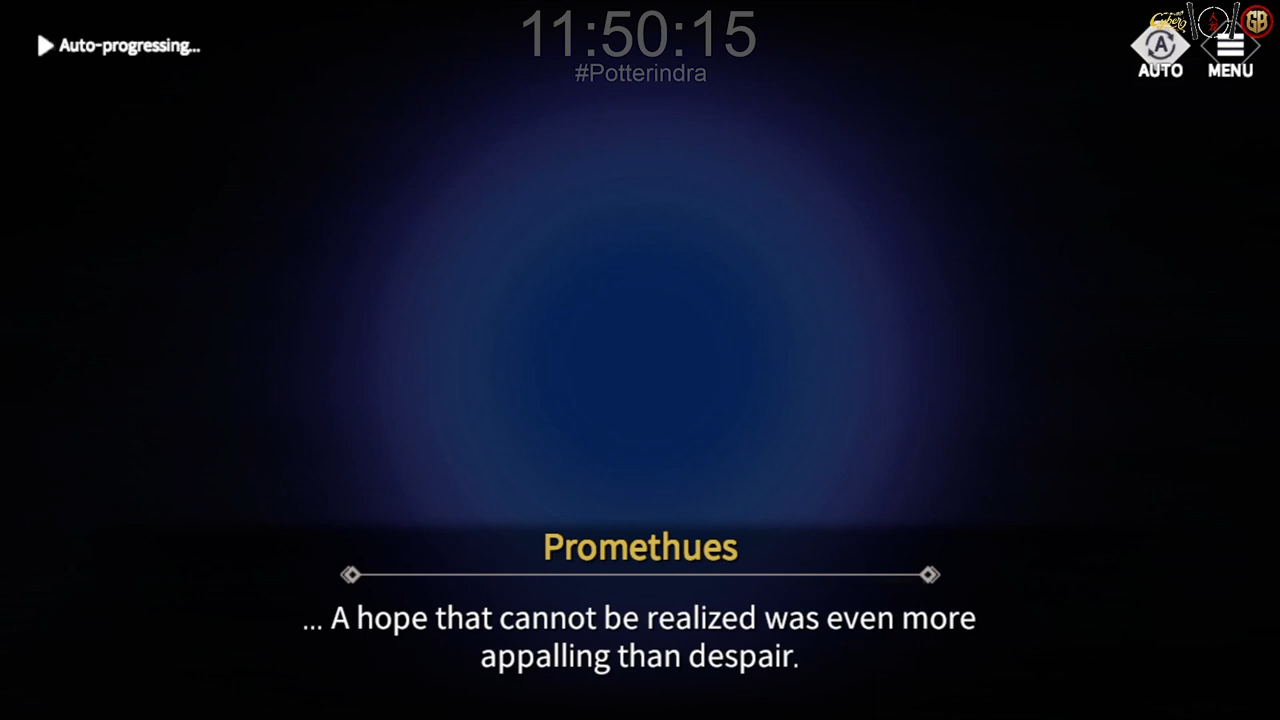 11:50:15
#Potterindra
Auto-progressing...
AUTO
MENU
GB
Promethues
... A hope that cannot be realized was even more
appalling than despair.